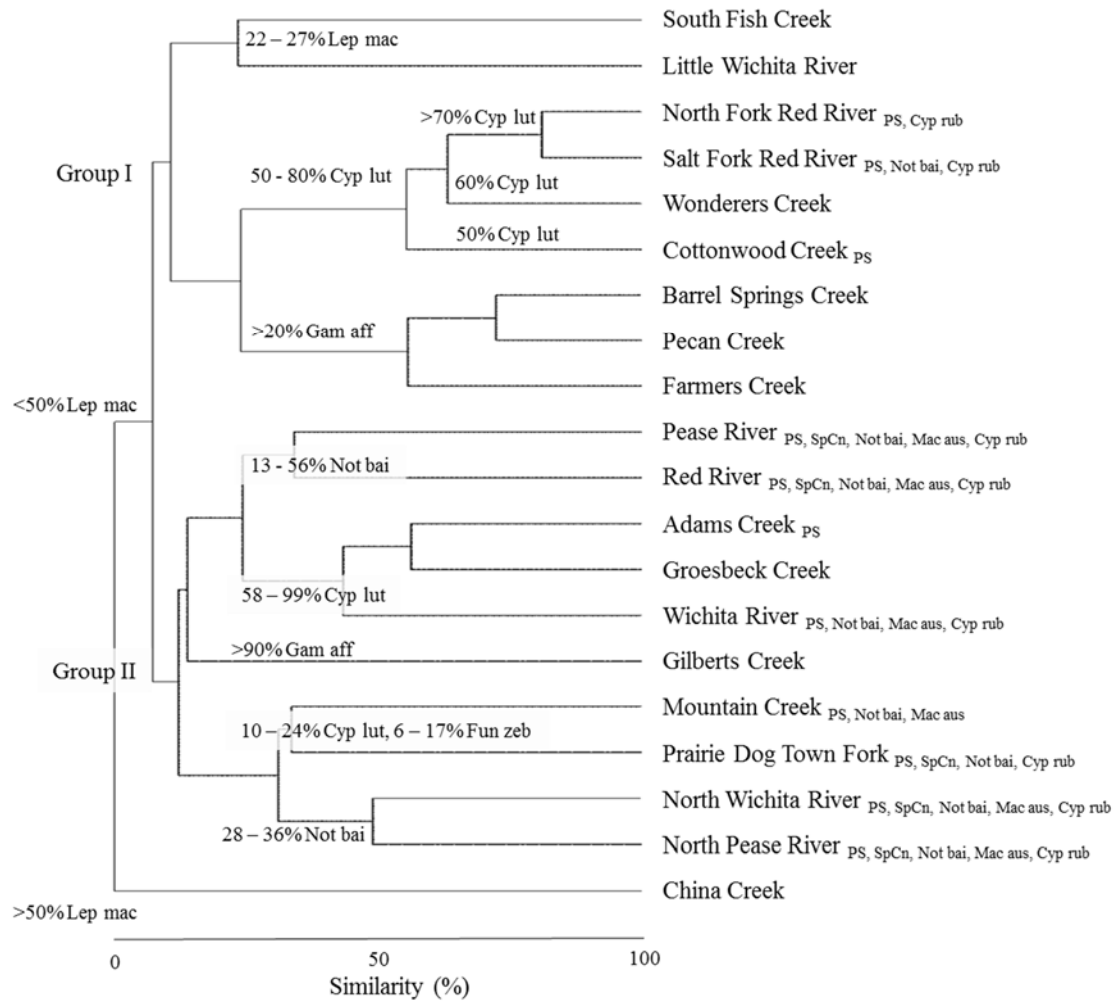 South Fish Creek
22 – 27% Lep mac
Little Wichita River
>70% Cyp lut
North Fork Red River PS, Cyp rub
Group I
50 - 80% Cyp lut
Salt Fork Red River PS, Not bai, Cyp rub
60% Cyp lut
Wonderers Creek
50% Cyp lut
Cottonwood Creek PS
Barrel Springs Creek
>20% Gam aff
Pecan Creek
Farmers Creek
<50% Lep mac
Pease River PS, SpCn, Not bai, Mac aus, Cyp rub
13 - 56% Not bai
Red River PS, SpCn, Not bai, Mac aus, Cyp rub
Adams Creek PS
Groesbeck Creek
58 – 99% Cyp lut
Wichita River PS, Not bai, Mac aus, Cyp rub
>90% Gam aff
Group II
Gilberts Creek
Mountain Creek PS, Not bai, Mac aus
10 – 24% Cyp lut, 6 – 17% Fun zeb
Prairie Dog Town Fork PS, SpCn, Not bai, Cyp rub
North Wichita River PS, SpCn, Not bai, Mac aus, Cyp rub
28 – 36% Not bai
North Pease River PS, SpCn, Not bai, Mac aus, Cyp rub
China Creek
>50% Lep mac
0 50 100
Similarity (%)